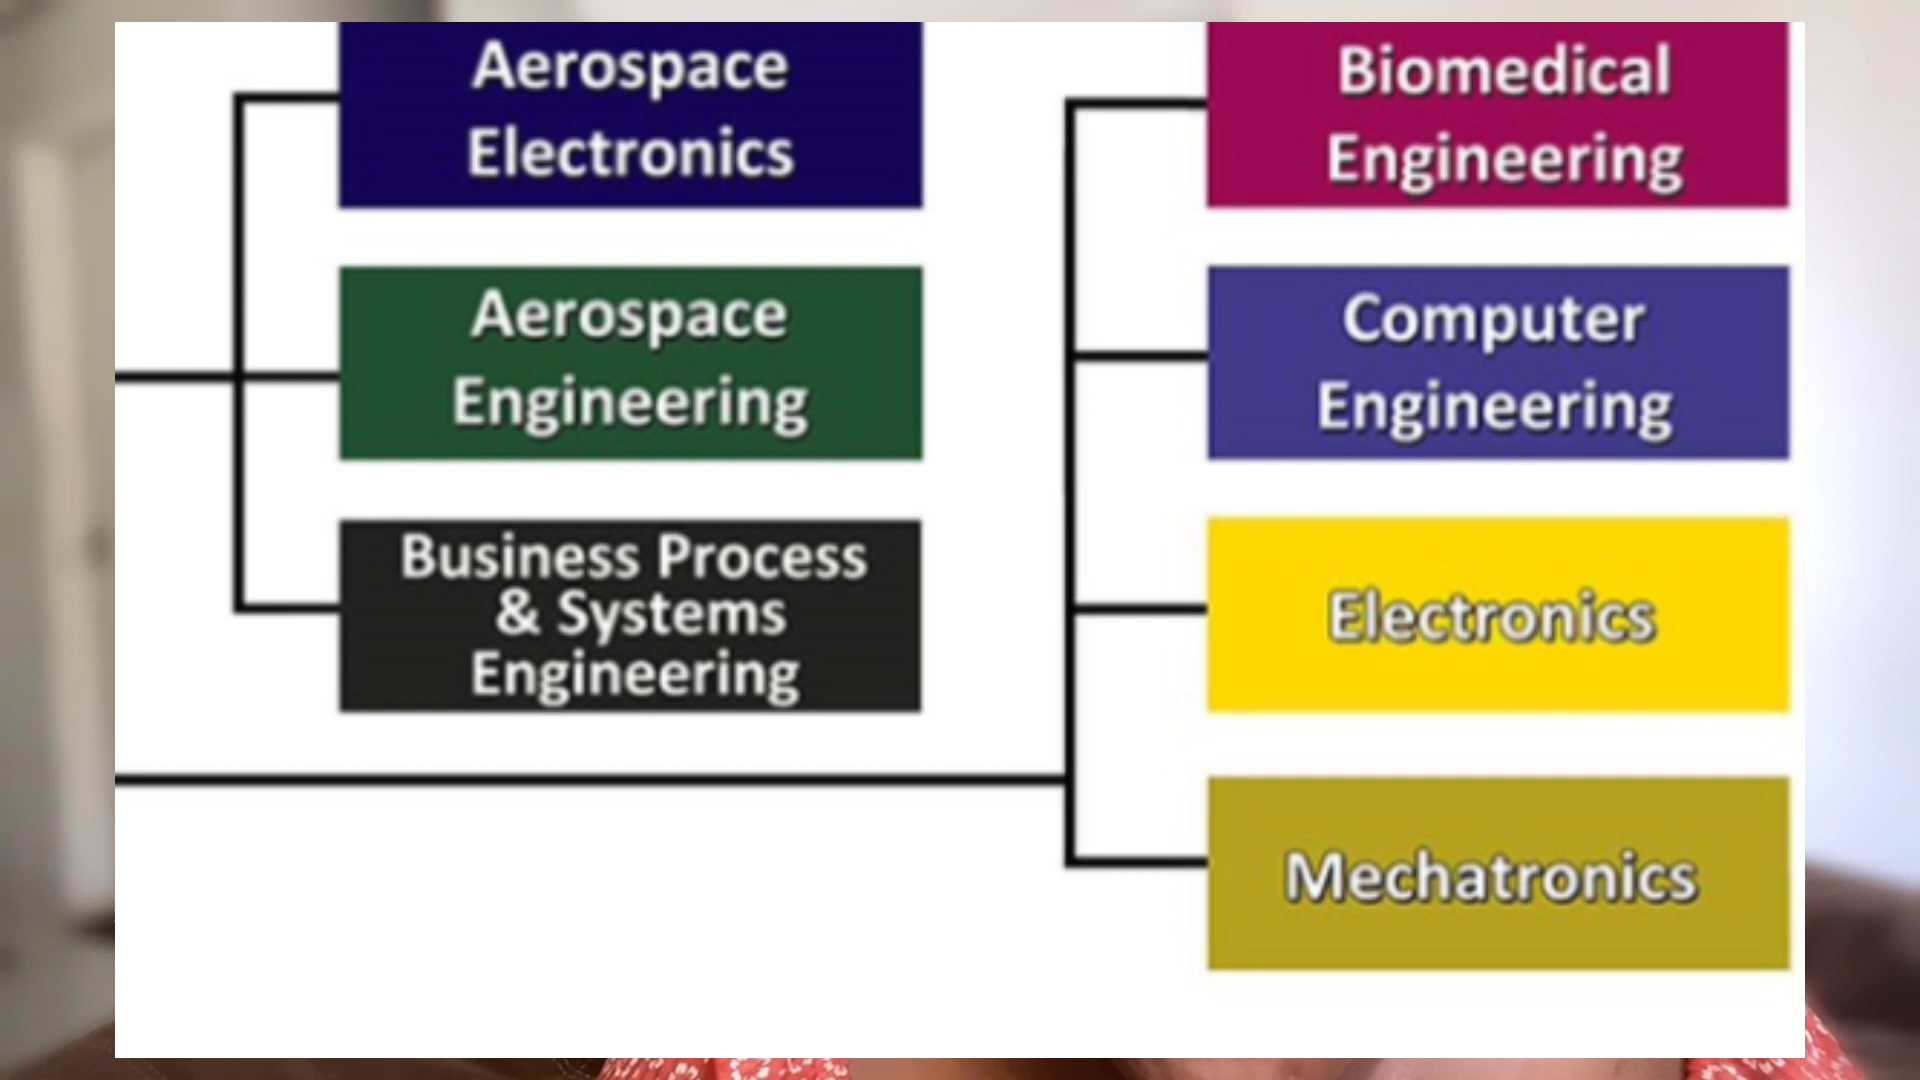 Aerospace
Electronics
Aerospace
Engineering
Business Process
& Systems
Engineering
Biomedical
Engineering
Computer
Engineering
Electronics
Mechatronics